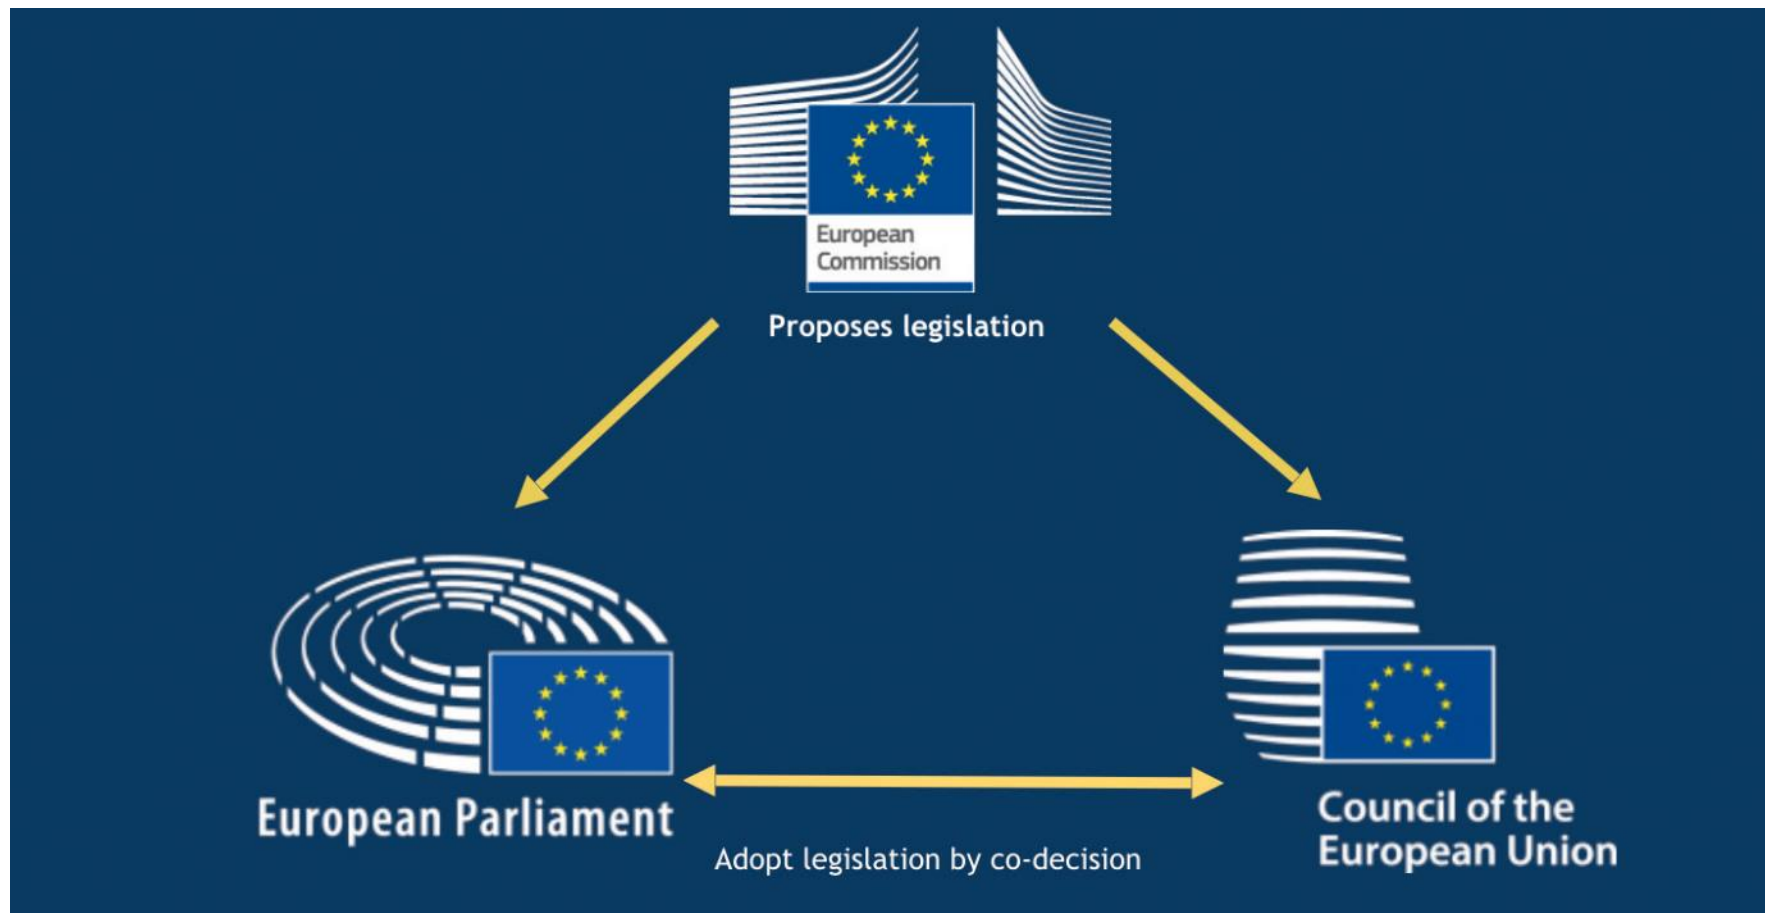 European
Commission
Proposes legislation
European Parliament
Council of the
European Union
Adopt legislation by co-decision